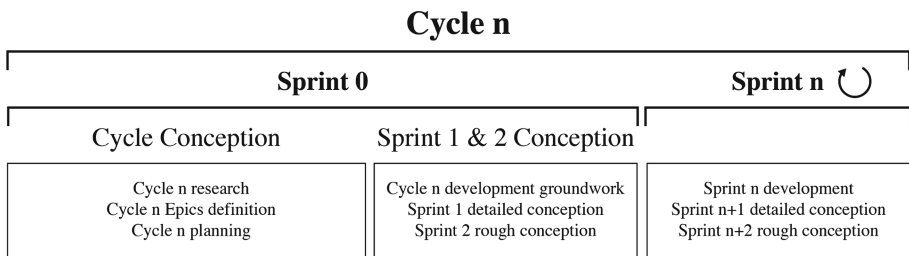 Cycle n
Sprint 0
Sprint n
Cycle Conception
Sprint 1 & 2 Conception
Cycle n research
Cycle n Epics definition
Cycle n planning
Cycle n development groundwork
Sprint 1 detailed conception
Sprint 2 rough conception
Sprint n development
Sprint n+1 detailed conception
Sprint n+2 rough conception